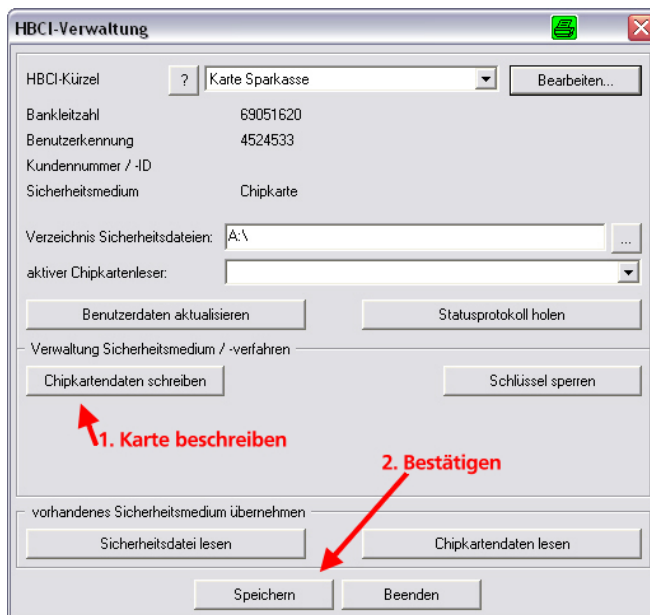 HBCI-Verwaltung
HBCI-Kürzel ? Karte Sparkasse Bearbeiten...
Bankleitzahl 69051620
Benutzerkennung 4524533
Kundennummer / -ID
Sicherheitsmedium Chipkarte
Verzeichnis Sicherheitsdateien: A:\ ...
aktiver Chipkartenleser:
Benutzerdaten aktualisieren Statusprotokoll holen
Verwaltung Sicherheitsmedium / -verfahren
Chipkartendaten schreiben Schlüssel sperren
1. Karte beschreiben
2. Bestätigen
vorhandenes Sicherheitsmedium übernehmen
Sicherheitsdatei lesen Chipkartendaten lesen
Speichern Beenden